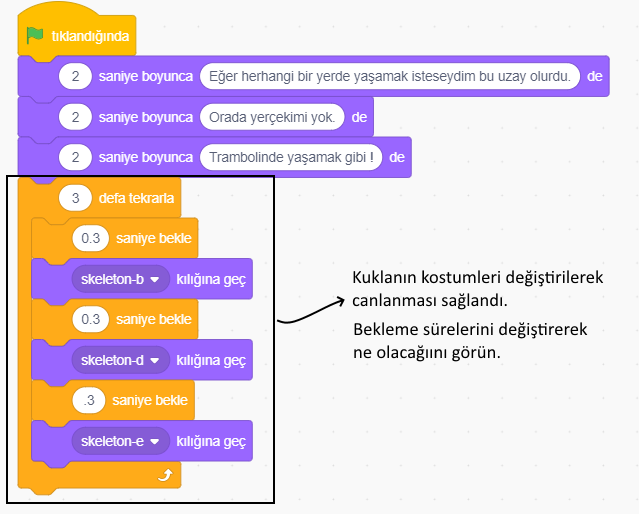 tıklandığında
2 saniye boyunca Eğer herhangi bir yerde yaşamak isteseydim bu uzay olurdu. de
2 saniye boyunca Orada yerçekimi yok. de
2 saniye boyunca Trambolinde yaşamak gibi ! de
3 defa tekrarla
0.3 saniye bekle
skeleton-b kılığına geç
0.3 saniye bekle
skeleton-d kılığına geç
.3 saniye bekle
skeleton-e kılığına geç
Kuklanın kostumleri değiştirilerek
canlanması sağlandı.
Bekleme sürelerini değiştirerek
ne olacağıını görün.